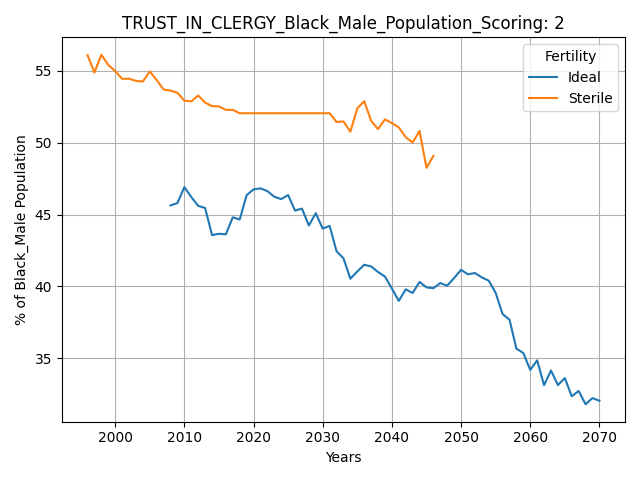 TRUST_IN_CLERGY_Black_Male_Population_Scoring: 2
Fertility
Ideal
Sterile
% of Black_Male Population
55
50
45
40
35
2000 2010 2020 2030 2040 2050 2060 2070
Years